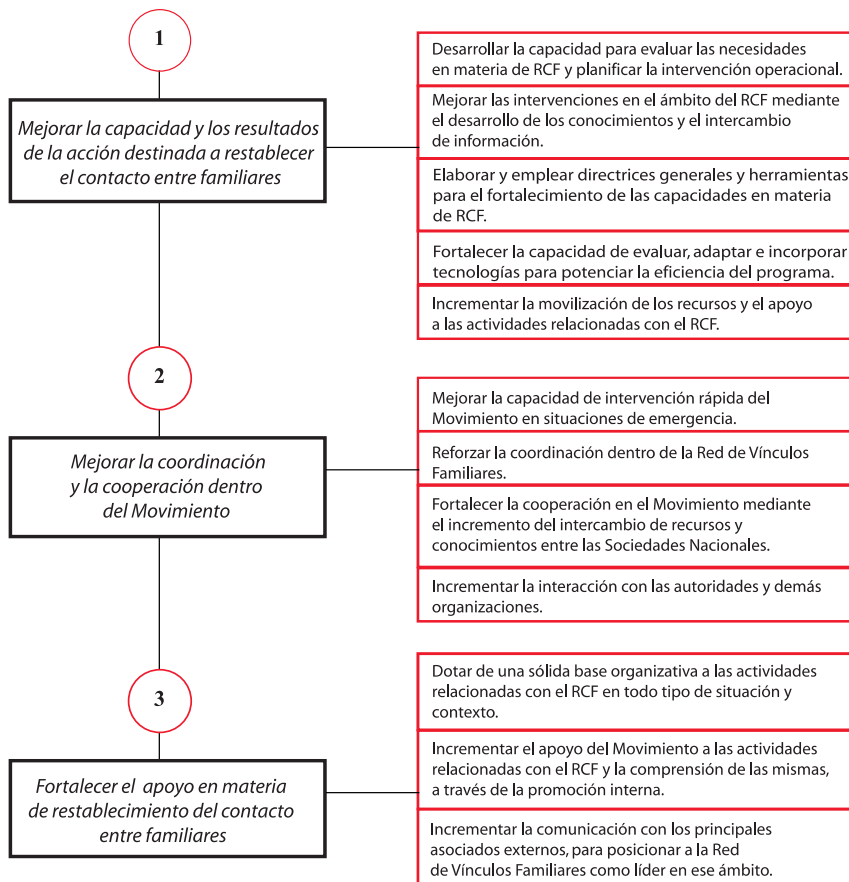 1
Mejorar la capacidad y los resultados
de la acción destinada a restablecer
el contacto entre familiares
Desarrollar la capacidad para evaluar las necesidades
en materia de RCF y planificar la intervención operacional.
Mejorar las intervenciones en el ámbito del RCF mediante
el desarrollo de los conocimientos y el intercambio
de información.
Elaborar y emplear directrices generales y herramientas
para el fortalecimiento de las capacidades en materia
de RCF.
Fortalecer la capacidad de evaluar, adaptar e incorporar
tecnologías para potenciar la eficiencia del programa.
Incrementar la movilización de los recursos y el apoyo
a las actividades relacionadas con el RCF.
2
Mejorar la coordinación
y la cooperación dentro
del Movimiento
Mejorar la capacidad de intervención rápida del
Movimiento en situaciones de emergencia.
Reforzar la coordinación dentro de la Red de Vínculos
Familiares.
Fortalecer la cooperación en el Movimiento mediante
el incremento del intercambio de recursos y
conocimientos entre las Sociedades Nacionales.
Incrementar la interacción con las autoridades y demás
organizaciones.
3
Fortalecer el apoyo en materia
de restablecimiento del contacto
entre familiares
Dotar de una sólida base organizativa a las actividades
relacionadas con el RCF en todo tipo de situación y
contexto.
Incrementar el apoyo del Movimiento a las actividades
relacionadas con el RCF y la comprensión de las mismas,
a través de la promoción interna.
Incrementar la comunicación con los principales
asociados externos, para posicionar a la Red
de Vínculos Familiares como líder en ese ámbito.